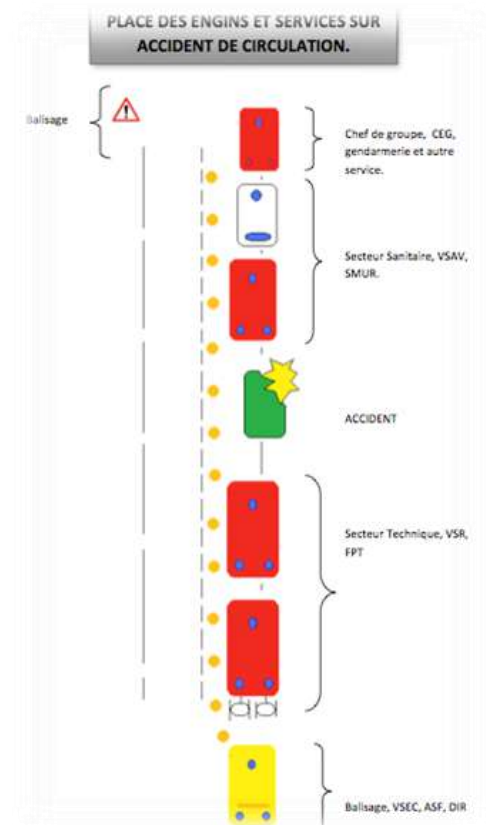 PLACE DES ENGINS ET SERVICES SUR
ACCIDENT DE CIRCULATION.
Balisage
Chef de groupe, CEG,
gendarmerie et autre
service.
Secteur Sanitaire, VSAV,
SMUR.
ACCIDENT
Secteur Technique, VSR,
FPT
Balisage, VSEC, ASF, DIR